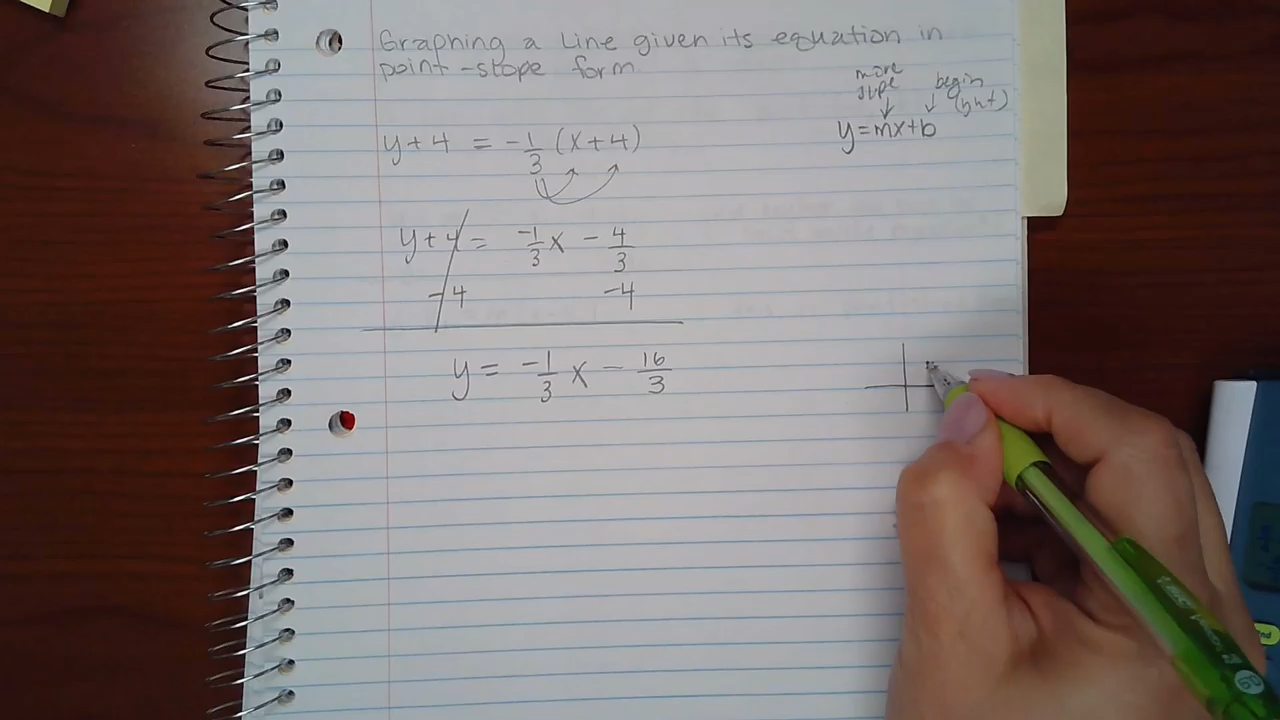 Graphing a Line given its equation in
point-slope form
more
slope
begin
(y int)
y=mx+b
y+4 = -1/3 (x+4)
y+4 = -1/3 x - 4/3
-4 -4
y = -1/3 x - 16/3